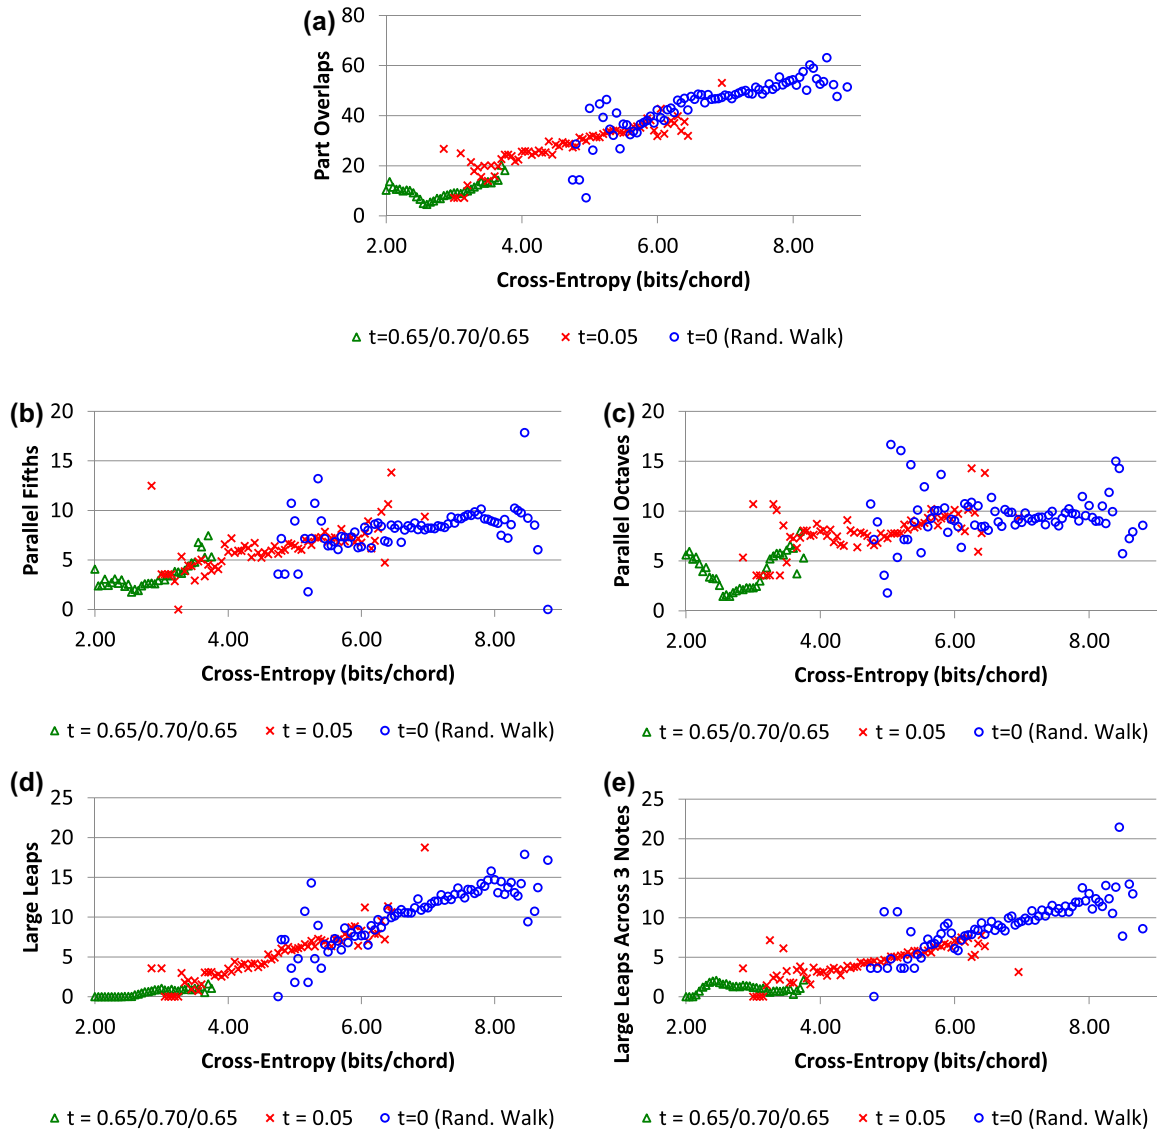 (a)
Part Overlaps
80
60
40
20
0
2.00 4.00 6.00 8.00
Cross-Entropy (bits/chord)
t=0.65/0.70/0.65 t=0.05 t=0 (Rand. Walk)
(b)
Parallel Fifths
20
15
10
5
0
2.00 4.00 6.00 8.00
Cross-Entropy (bits/chord)
t = 0.65/0.70/0.65 t = 0.05 t=0 (Rand. Walk)
(c)
Parallel Octaves
20
15
10
5
0
2.00 4.00 6.00 8.00
Cross-Entropy (bits/chord)
t = 0.65/0.70/0.65 t = 0.05 t=0 (Rand. Walk)
(d)
Large Leaps
25
20
15
10
5
0
2.00 4.00 6.00 8.00
Cross-Entropy (bits/chord)
t = 0.65/0.70/0.65 t = 0.05 t=0 (Rand. Walk)
(e)
Large Leaps Across 3 Notes
25
20
15
10
5
0
2.00 4.00 6.00 8.00
Cross-Entropy (bits/chord)
t = 0.65/0.70/0.65 t = 0.05 t=0 (Rand. Walk)